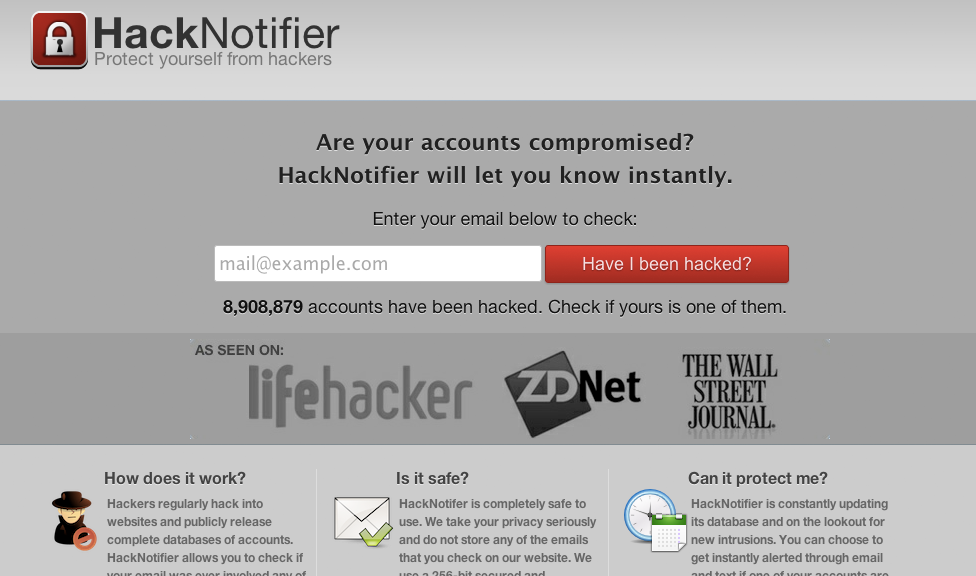 HackNotifier
Protect yourself from hackers
Are your accounts compromised?
HackNotifier will let you know instantly.
Enter your email below to check:
mail@example.com
Have I been hacked?
8,908,879 accounts have been hacked. Check if yours is one of them.
AS SEEN ON:
lifehacker
ZDNet
THE WALL
STREET
JOURNAL.
How does it work?
Hackers regularly hack into
websites and publicly release
complete databases of accounts.
HackNotifier allows you to check if
your email was ever involved any of
Is it safe?
HackNotifer is completely safe to
use. We take your privacy seriously
and do not store any of the emails
that you check on our website. We
use a 256-bit secured and
Can it protect me?
HackNotifier is constantly updating
its database and on the lookout for
new intrusions. You can choose to
get instantly alerted through email
and text if one of your accounts are